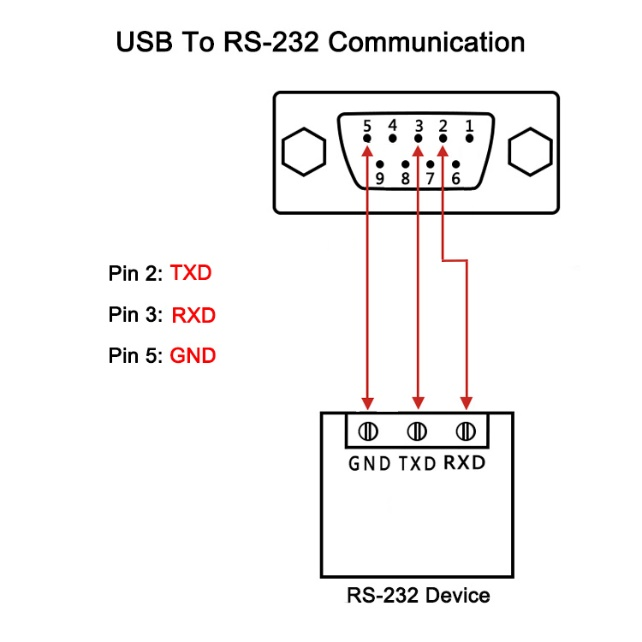 USB To RS-232 Communication
5 4 3 2 1
9 8 7 6
Pin 2: TXD
Pin 3: RXD
Pin 5: GND
GND TXD RXD
RS-232 Device